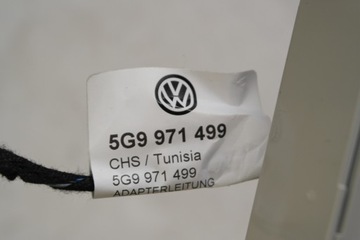 5G9 971 499
CHS / Tunisia
5G9 971 499
ADAPTERLEITUNG